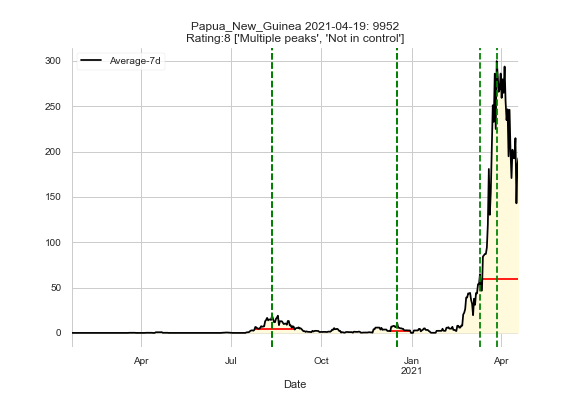 Papua_New_Guinea 2021-04-19: 9952
Rating:8 ['Multiple peaks', 'Not in control']
Average-7d
300
250
200
150
100
50
0
Apr
Jul
Oct
Jan
2021
Apr
Date